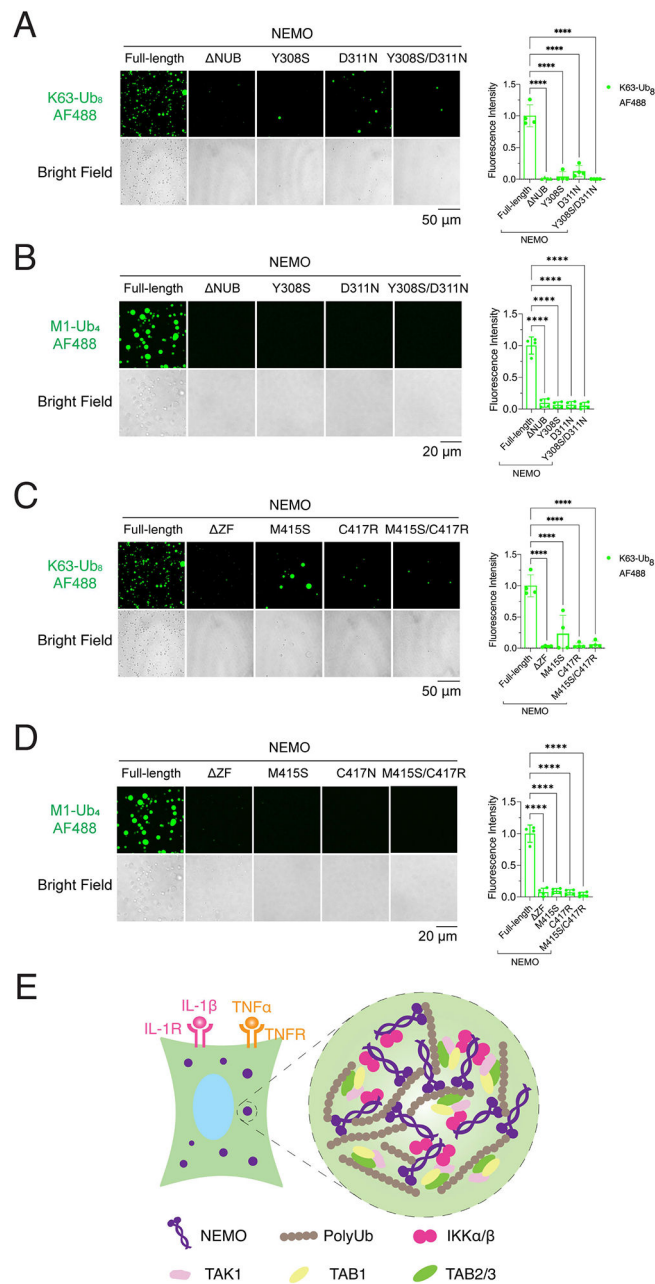 A
NEMO
Full-length ΔNUB Y308S D311N Y308S/D311N
K63-Ub₈
AF488
Bright Field
50 μm
Fluorescence Intensity
1.5
1.0
0.5
0.0
****
****
****
****
Full-length
ΔNUB
Y308S
D311N
Y308S/D311N
NEMO
K63-Ub₈
AF488
B
NEMO
Full-length ΔNUB Y308S D311N Y308S/D311N
M1-Ub₄
AF488
Bright Field
20 μm
Fluorescence Intensity
1.5
1.0
0.5
0.0
****
****
****
****
Full-length
ΔNUB
Y308S
D311N
Y308S/D311N
NEMO
C
NEMO
Full-length ΔZF M415S C417R M415S/C417R
K63-Ub₈
AF488
Bright Field
50 μm
Fluorescence Intensity
1.5
1.0
0.5
0.0
****
****
****
****
Full-length
ΔZF
M415S
C417R
M415S/C417R
NEMO
K63-Ub₈
AF488
D
NEMO
Full-length ΔZF M415S C417N M415S/C417R
M1-Ub₄
AF488
Bright Field
20 μm
Fluorescence Intensity
1.5
1.0
0.5
0.0
****
****
****
****
Full-length
ΔZF
M415S
C417R
M415S/C417R
NEMO
E
IL-1β
IL-1R
TNFα
TNFR
NEMO PolyUb IKKα/β
TAK1 TAB1 TAB2/3